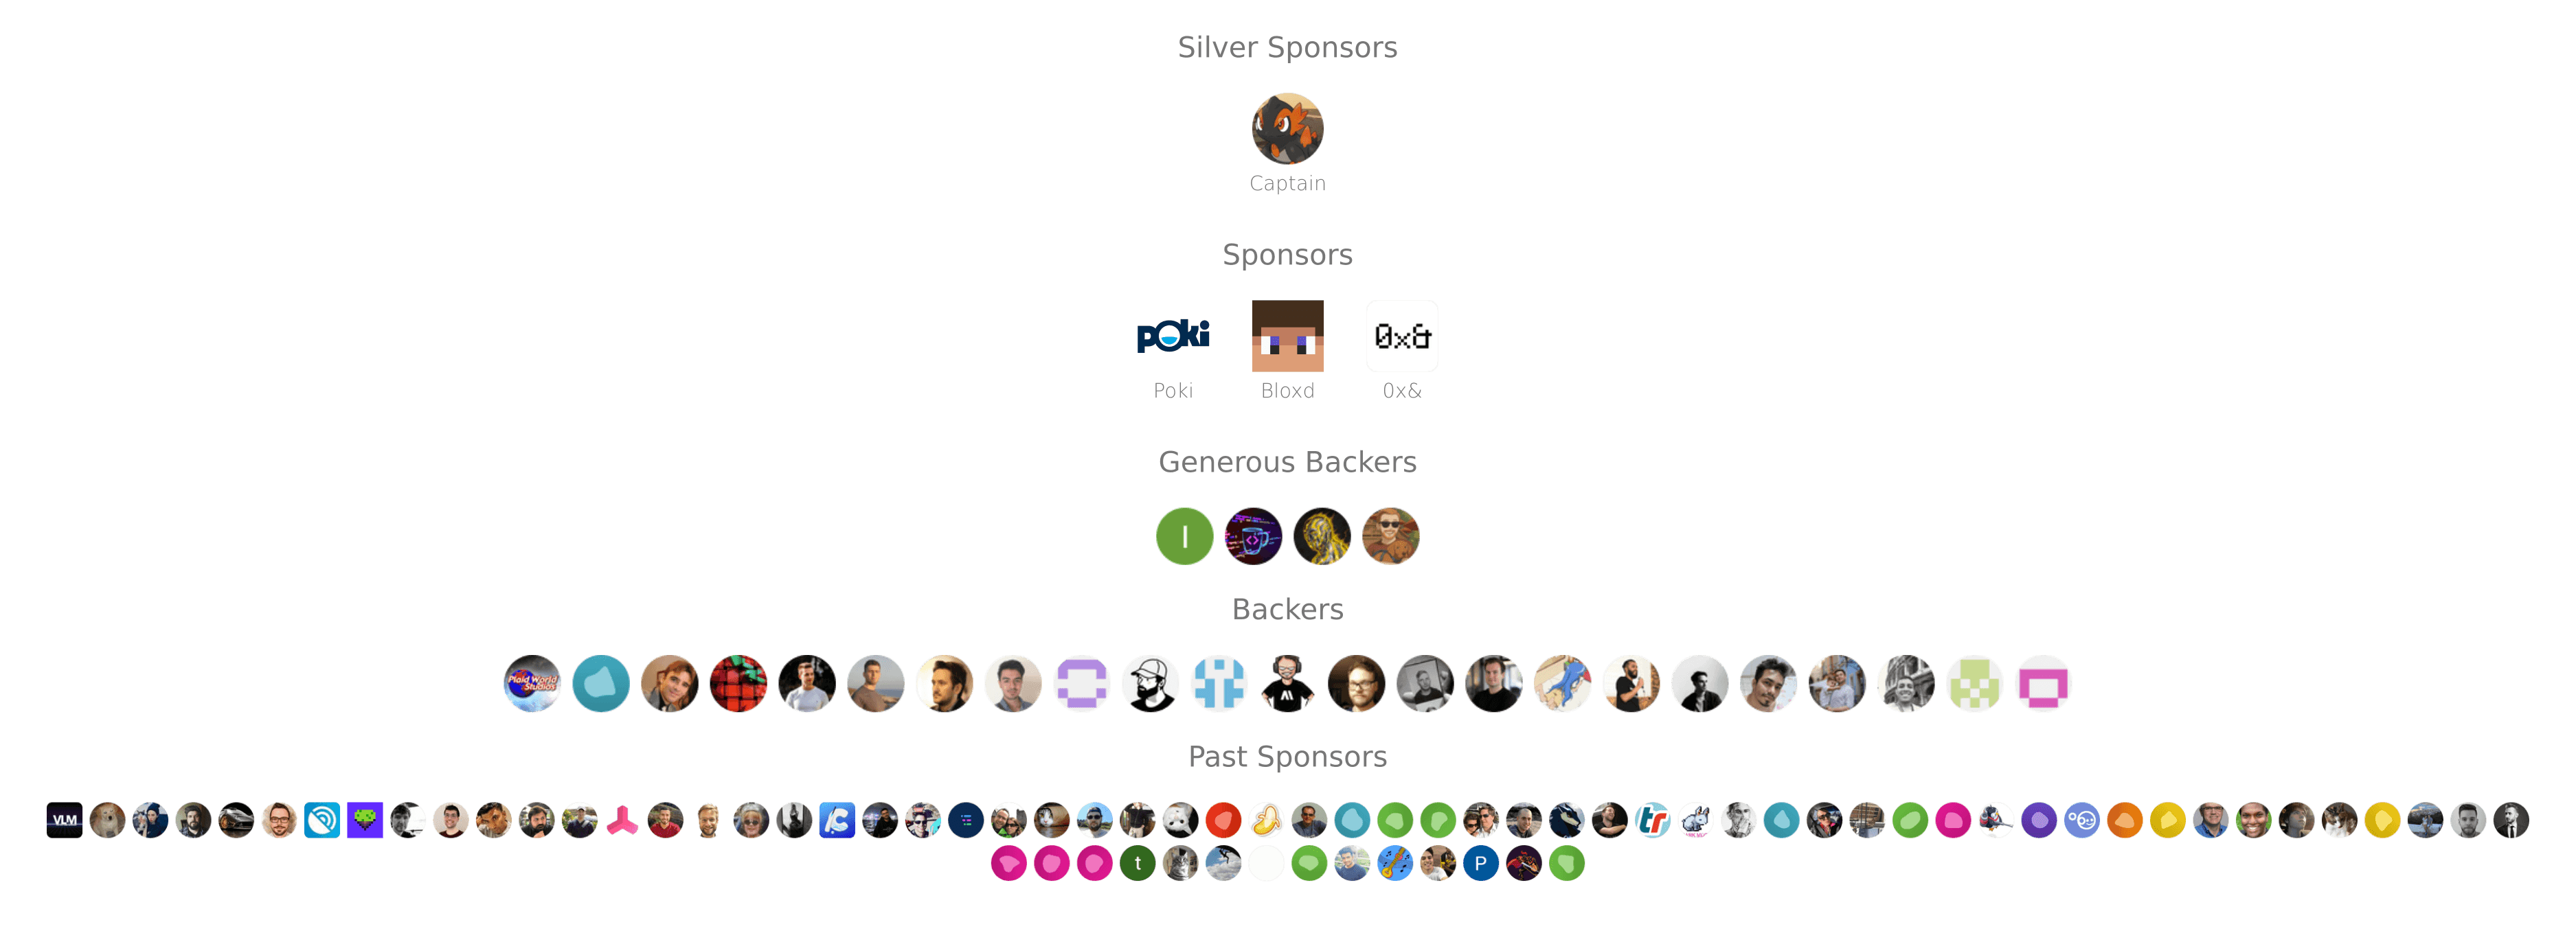 Silver Sponsors
Captain
Sponsors
poki
0x&
Poki
Bloxd
0x&
Generous Backers
I
Backers
Plaid World
Studios
Past Sponsors
VLM
C
tr
t
P